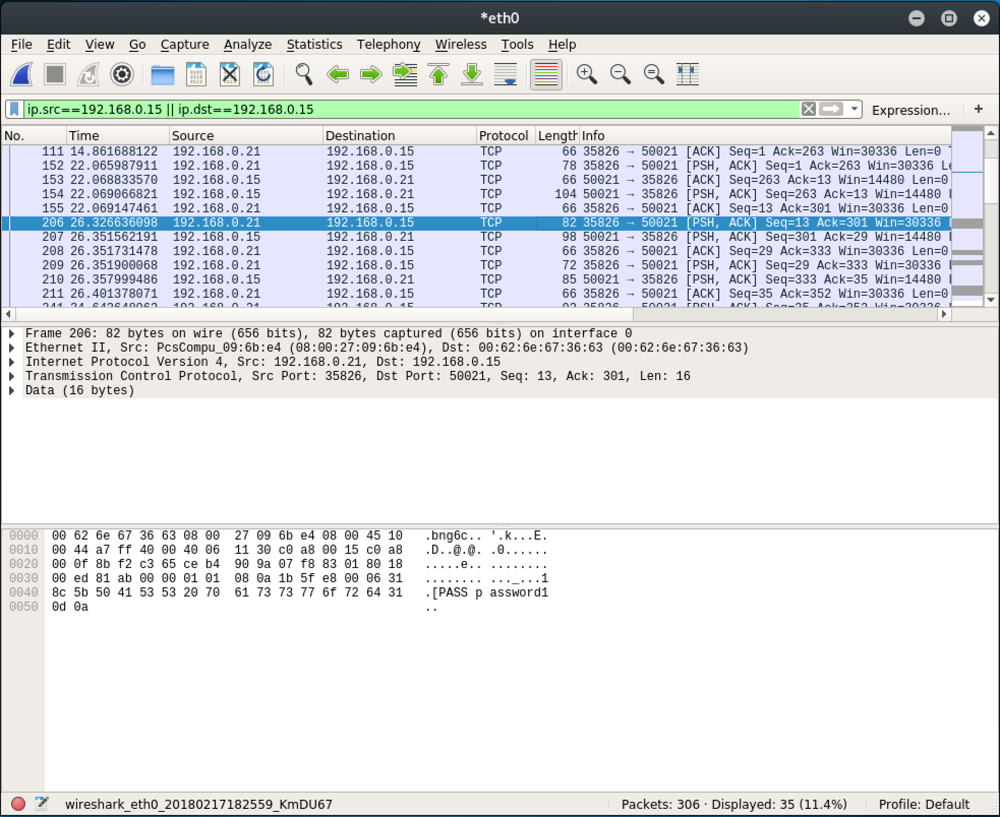 *eth0
File Edit View Go Capture Analyze Statistics Telephony Wireless Tools Help
ip.src==192.168.0.15 || ip.dst==192.168.0.15 Expression… +
No. Time Source Destination Protocol Length Info
111 14.861688122 192.168.0.21 192.168.0.15 TCP 66 35826 → 50021 [ACK] Seq=1 Ack=263 Win=30336 Len=0
152 22.065987911 192.168.0.21 192.168.0.15 TCP 78 35826 → 50021 [PSH, ACK] Seq=1 Ack=263 Win=30336
153 22.068833570 192.168.0.15 192.168.0.21 TCP 66 50021 → 35826 [ACK] Seq=263 Ack=13 Win=14480 Len=0
154 22.069066821 192.168.0.15 192.168.0.21 TCP 104 50021 → 35826 [PSH, ACK] Seq=263 Ack=13 Win=14480
155 22.069147461 192.168.0.21 192.168.0.15 TCP 66 35826 → 50021 [ACK] Seq=13 Ack=301 Win=30336 Len=0
206 26.326636098 192.168.0.21 192.168.0.15 TCP 82 35826 → 50021 [PSH, ACK] Seq=13 Ack=301 Win=30336
207 26.351562191 192.168.0.15 192.168.0.21 TCP 98 50021 → 35826 [PSH, ACK] Seq=301 Ack=29 Win=14480
208 26.351731478 192.168.0.21 192.168.0.15 TCP 66 35826 → 50021 [ACK] Seq=29 Ack=333 Win=30336 Len=0
209 26.351900068 192.168.0.21 192.168.0.15 TCP 72 35826 → 50021 [PSH, ACK] Seq=29 Ack=333 Win=30336
210 26.357999486 192.168.0.15 192.168.0.21 TCP 85 50021 → 35826 [PSH, ACK] Seq=333 Ack=35 Win=14480
211 26.401378071 192.168.0.21 192.168.0.15 TCP 66 35826 → 50021 [ACK] Seq=35 Ack=352 Win=30336 Len=0
Frame 206: 82 bytes on wire (656 bits), 82 bytes captured (656 bits) on interface 0
Ethernet II, Src: PcsCompu_09:6b:e4 (08:00:27:09:6b:e4), Dst: 00:62:6e:67:36:63 (00:62:6e:67:36:63)
Internet Protocol Version 4, Src: 192.168.0.21, Dst: 192.168.0.15
Transmission Control Protocol, Src Port: 35826, Dst Port: 50021, Seq: 13, Ack: 301, Len: 16
Data (16 bytes)
0000 00 62 6e 67 36 63 08 00 27 09 6b e4 08 00 45 10 .bng6c.. '.k...E.
0010 00 44 a7 ff 40 00 40 06 11 30 c0 a8 00 15 c0 a8 .D..@.@. .0......
0020 00 0f 8b f2 c3 65 ce b4 90 9a 07 f8 83 01 80 18 .....e.. ........
0030 00 ed 81 ab 00 00 01 01 08 0a 1b 5f e8 00 06 31 ........ ..._...1
0040 8c 5b 50 41 53 53 20 70 61 73 73 77 6f 72 64 31 .[PASS p assword1
0050 0d 0a ..
wireshark_eth0_20180217182559_KmDU67 Packets: 306 · Displayed: 35 (11.4%) Profile: Default